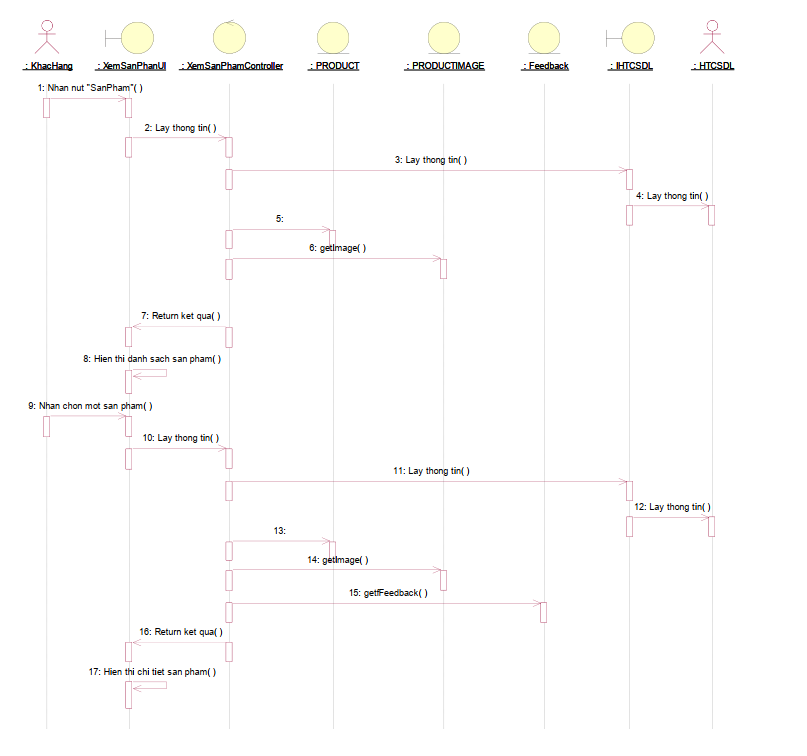 : KhacHang
: XemSanPhanUI
: XemSanPhamController
: PRODUCT
: PRODUCTIMAGE
: Feedback
: IHTCSDL
: HTCSDL
1: Nhan nut "SanPham"( )
2: Lay thong tin( )
3: Lay thong tin( )
4: Lay thong tin( )
5:
6: getImage( )
7: Return ket qua( )
8: Hien thi danh sach san pham( )
9: Nhan chon mot san pham( )
10: Lay thong tin( )
11: Lay thong tin( )
12: Lay thong tin( )
13:
14: getImage( )
15: getfFeedback( )
16: Return ket qua( )
17: Hien thi chi tiet san pham( )